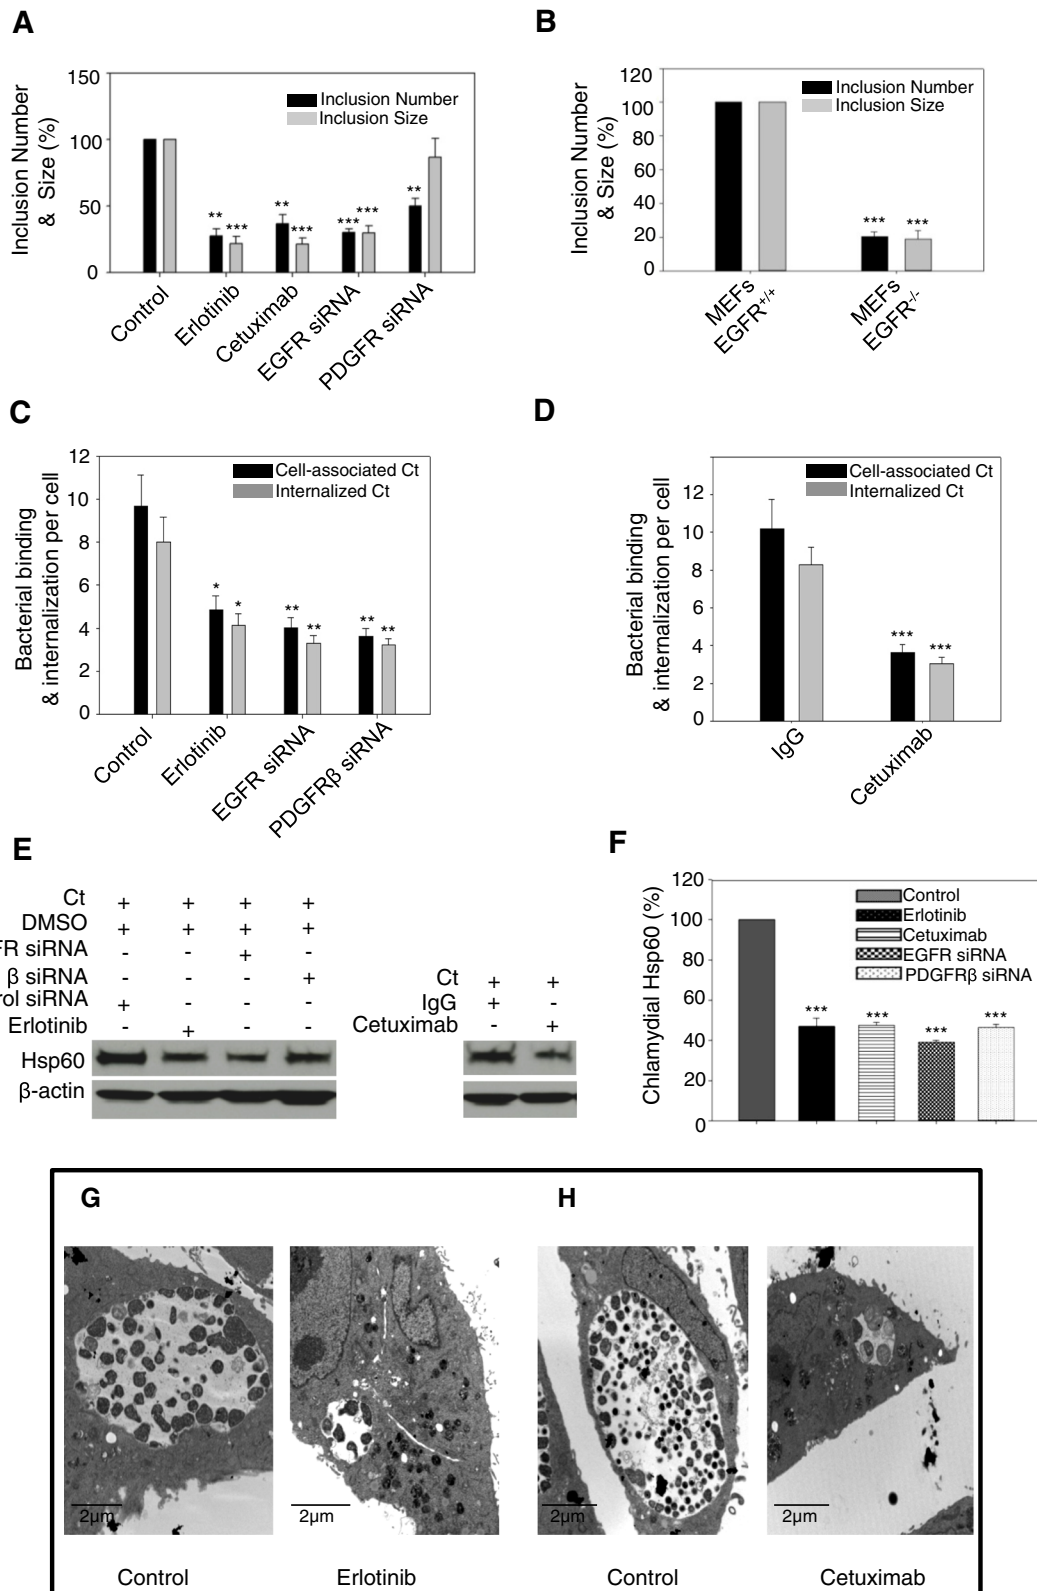 A
Inclusion Number
& Size (%)
150
100
50
0
Inclusion Number
Inclusion Size
**
***
**
***
***
***
**
Control
Erlotinib
Cetuximab
EGFR siRNA
PDGFR siRNA
B
Inclusion Number
& Size (%)
120
100
80
60
40
20
0
Inclusion Number
Inclusion Size
***
***
MEFs
EGFR+/+
MEFs
EGFR-/-
C
Bacterial binding
& internalization per cell
12
10
8
6
4
2
0
Cell-associated Ct
Internalized Ct
*
*
**
**
**
**
Control
Erlotinib
EGFR siRNA
PDGFRβ siRNA
D
Bacterial binding
& internalization per cell
12
10
8
6
4
2
0
Cell-associated Ct
Internalized Ct
***
***
IgG
Cetuximab
E
Ct + + + +
DMSO + + + +
FR siRNA - - + -
β siRNA - - - +
rol siRNA + - - -
Erlotinib - + - -
Hsp60
β-actin
Ct + +
IgG + -
Cetuximab - +
F
Chlamydial Hsp60 (%)
120
100
80
60
40
20
0
Control
Erlotinib
Cetuximab
EGFR siRNA
PDGFRβ siRNA
***
***
***
***
G
2μm
2μm
Control
Erlotinib
H
2μm
2μm
Control
Cetuximab